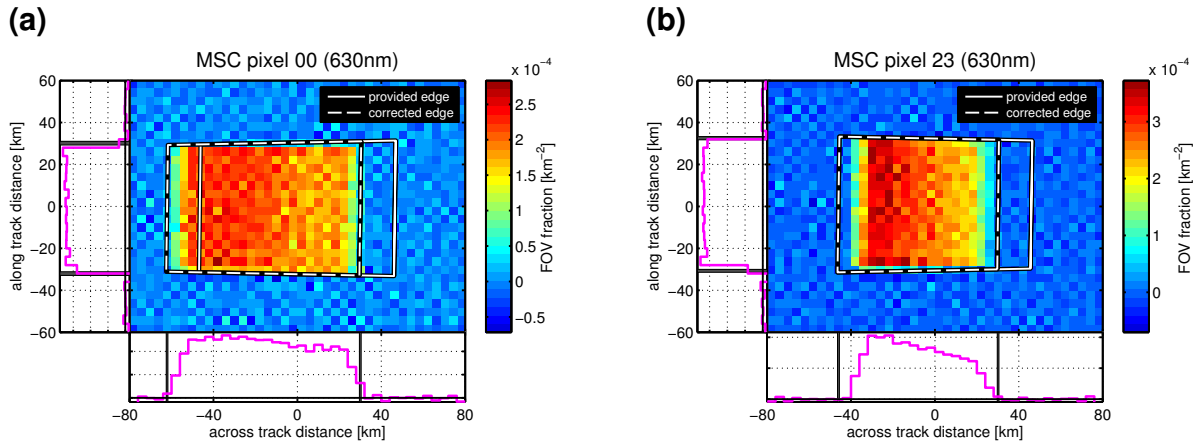 (a)
MSC pixel 00 (630nm)
60
40
20
0
−20
−40
−60
along track distance [km]
provided edge
corrected edge
x 10⁻⁴
2.5
2
1.5
1
0.5
0
−0.5
FOV fraction [km⁻²]
−80 −40 0 40 80
across track distance [km]
(b)
MSC pixel 23 (630nm)
60
40
20
0
−20
−40
−60
along track distance [km]
provided edge
corrected edge
x 10⁻⁴
4
3
2
1
0
FOV fraction [km⁻²]
−80 −40 0 40 80
across track distance [km]